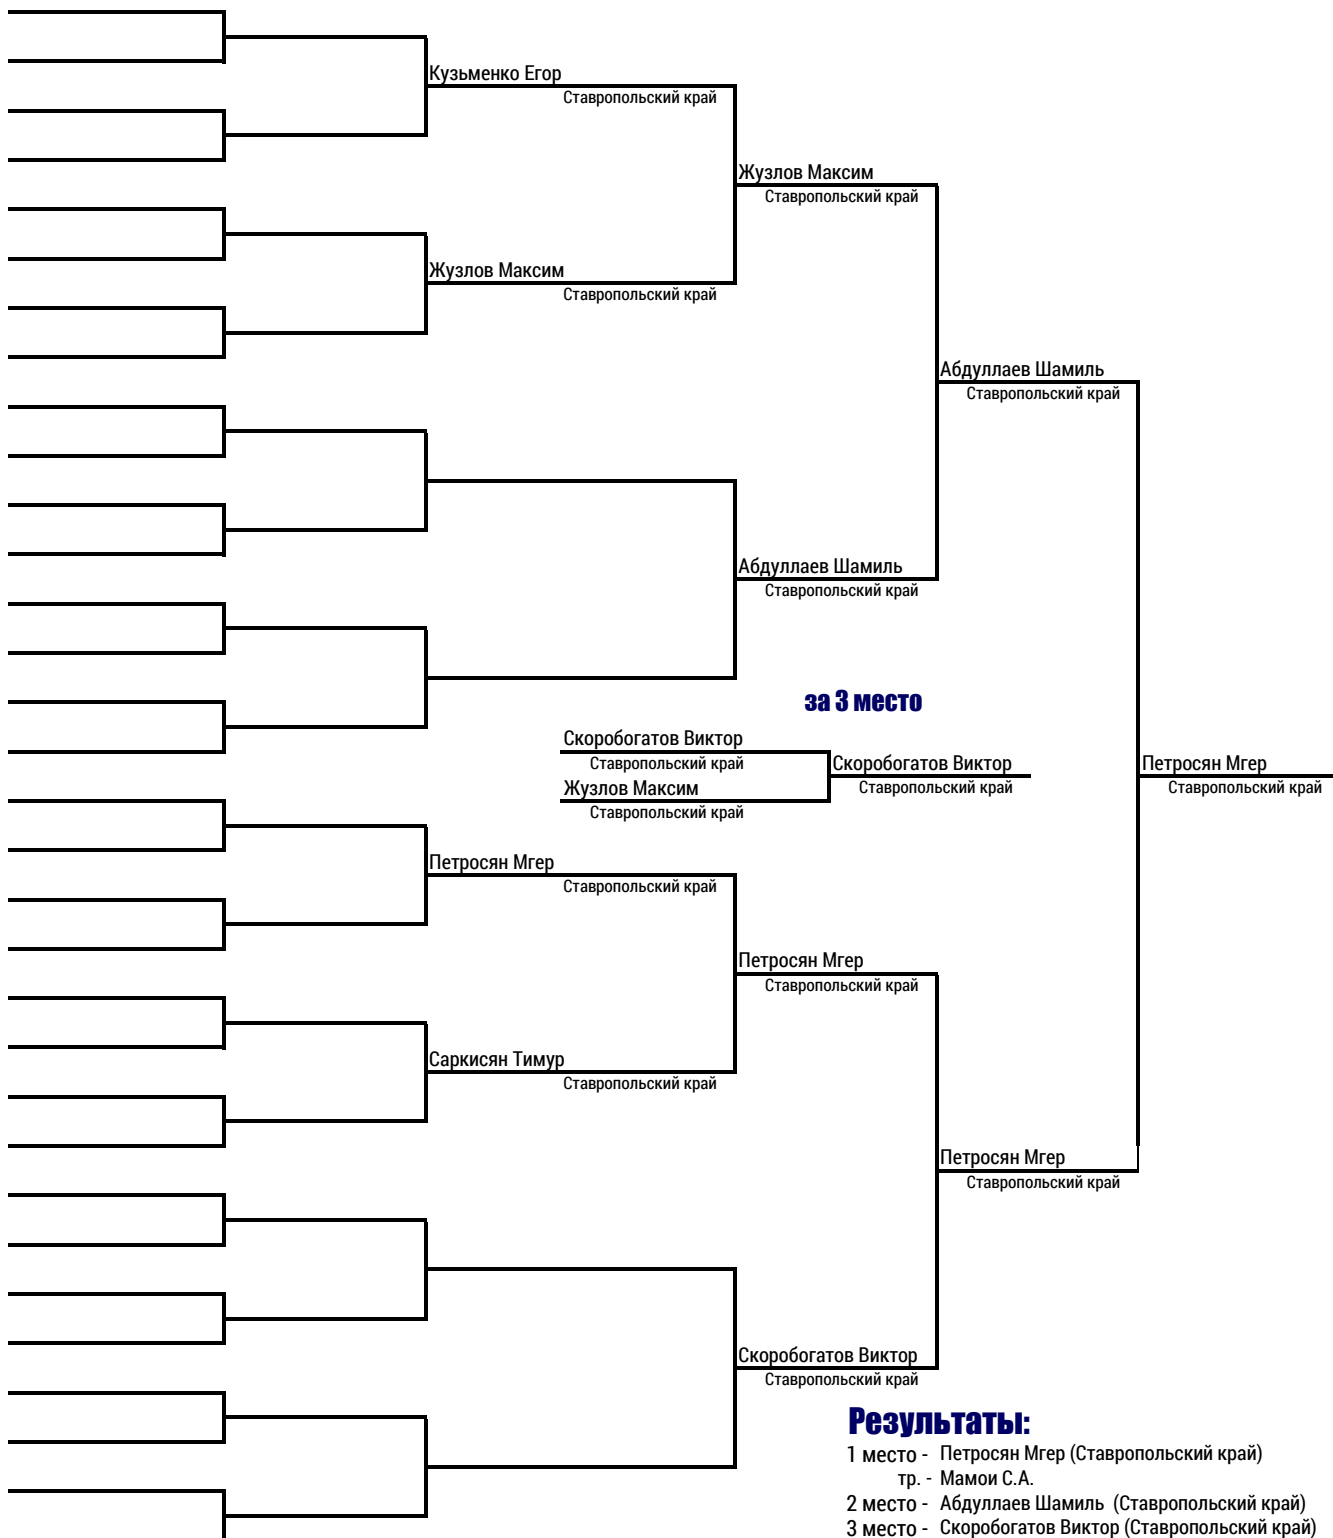 Кузьменко Егор
Ставропольский край
Жузлов Максим
Ставропольский край
Жузлов Максим
Ставропольский край
Абдуллаев Шамиль
Ставропольский край
Абдуллаев Шамиль
Ставропольский край
за 3 место
Скоробогатов Виктор
Ставропольский край
Жузлов Максим
Ставропольский край
Скоробогатов Виктор
Ставропольский край
Петросян Мгер
Ставропольский край
Петросян Мгер
Ставропольский край
Петросян Мгер
Ставропольский край
Саркисян Тимур
Ставропольский край
Петросян Мгер
Ставропольский край
Скоробогатов Виктор
Ставропольский край
Результаты:
1 место - Петросян Мгер (Ставропольский край)
тр. - Мамои С.А.
2 место - Абдуллаев Шамиль (Ставропольский край)
3 место - Скоробогатов Виктор (Ставропольский край)